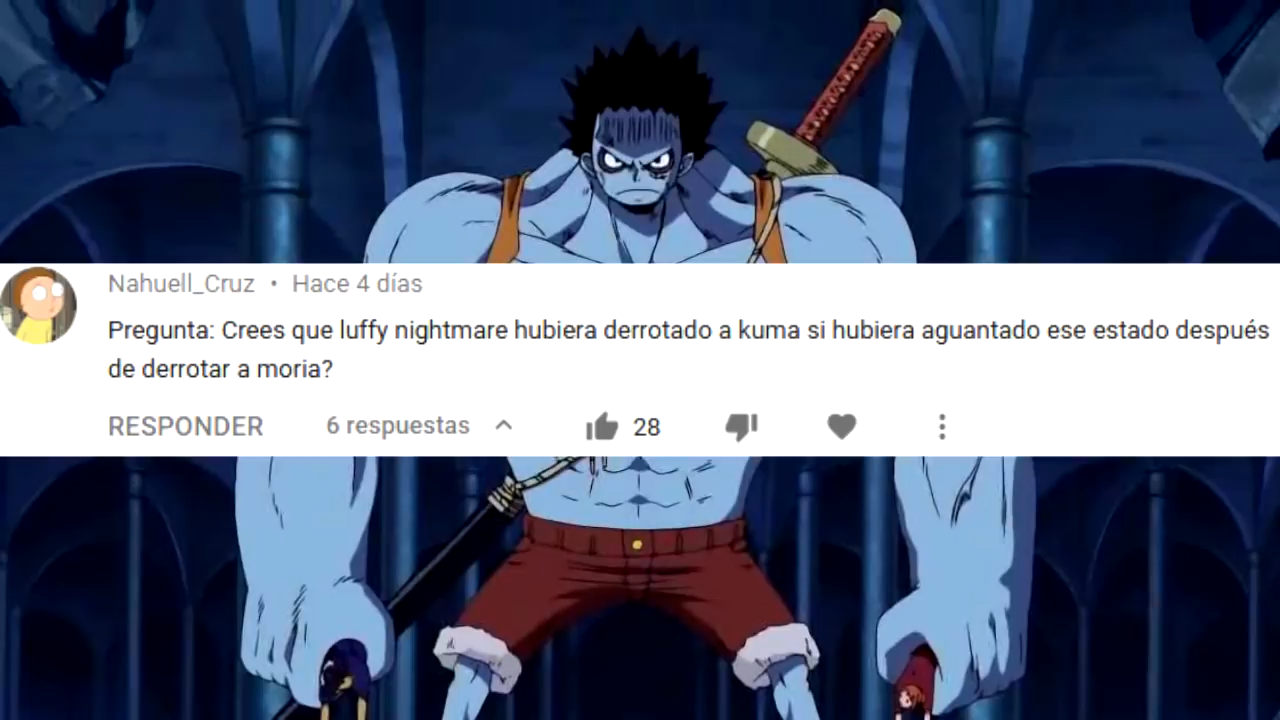 Nahuell_Cruz • Hace 4 días
Pregunta: Crees que luffy nightmare hubiera derrotado a kuma si hubiera aguantado ese estado después
de derrotar a moria?
RESPONDER 6 respuestas 28